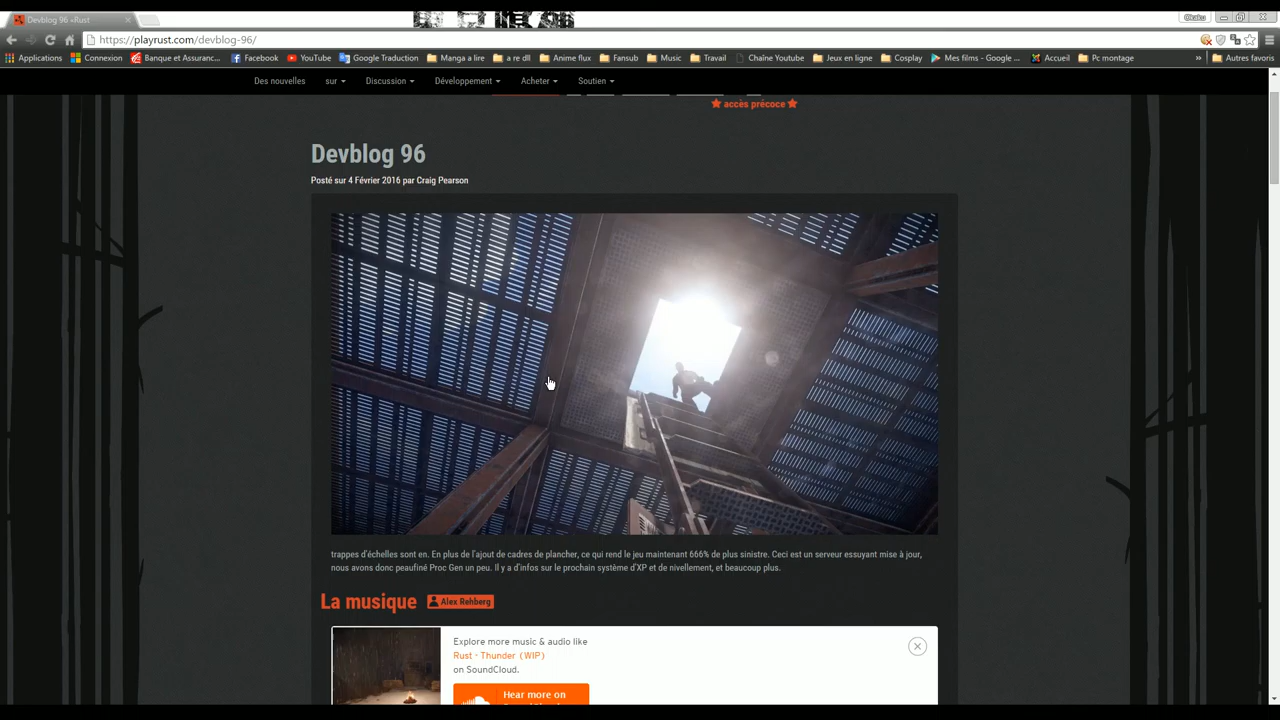 Devblog 96 »Rust
Okaku
https://playrust.com/devblog-96/
Applications Connexion Banque et Assuranc... Facebook YouTube Google Traduction Manga a lire a re dll Anime flux Fansub Music Travail Chaîne Youtube Jeux en ligne Cosplay Mes films - Google ... Accueil Pc montage » Autres favoris
Des nouvelles sur Discussion Développement Acheter Soutien
accès précoce
Devblog 96
Posté sur 4 Février 2016 par Craig Pearson
trappes d'échelles sont en. En plus de l'ajout de cadres de plancher, ce qui rend le jeu maintenant 666% de plus sinistre. Ceci est un serveur essuyant mise à jour,
nous avons donc peaufiné Proc Gen un peu. Il y a d'infos sur le prochain système d'XP et de nivellement, et beaucoup plus.
La musique Alex Rehberg
Explore more music & audio like
Rust - Thunder (WIP)
on SoundCloud.
Hear more on